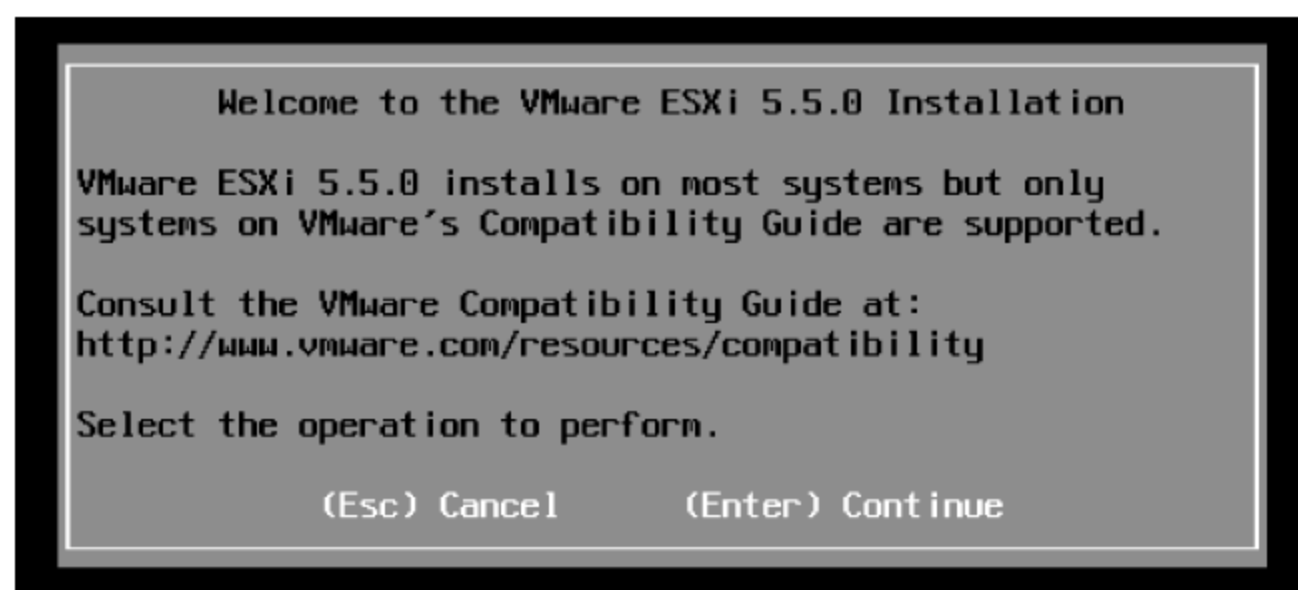 Welcome to the VMware ESXi 5.5.0 Installation
VMware ESXi 5.5.0 installs on most systems but only
systems on VMware's Compatibility Guide are supported.
Consult the VMware Compatibility Guide at:
http://www.vmware.com/resources/compatibility
Select the operation to perform.
(Esc) Cancel (Enter) Continue